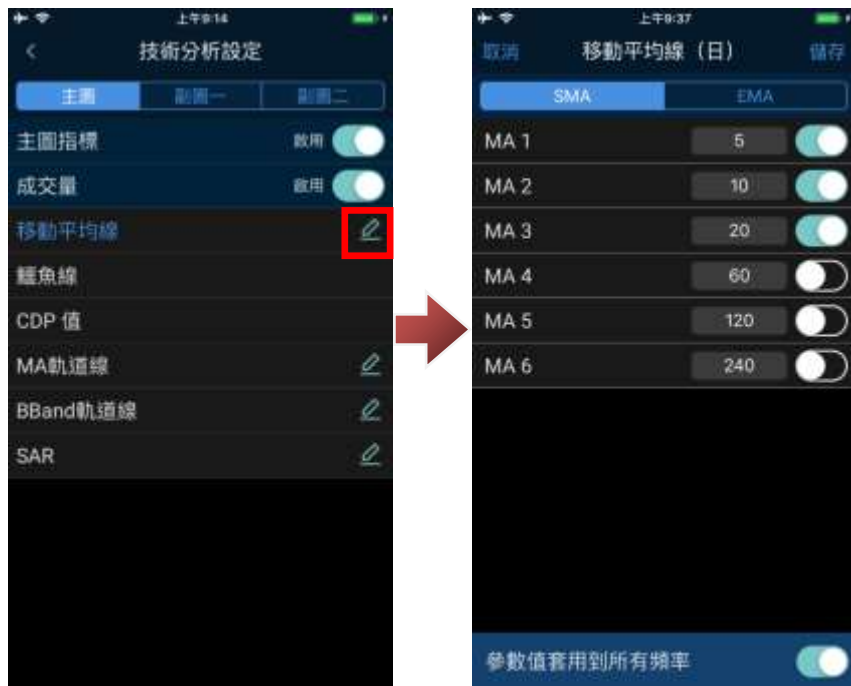 上午9:14
技術分析設定
主圖
副圖一
副圖二
主圖指標 啟用
成交量 啟用
移動平均線
鱷魚線
CDP 值
MA軌道線
BBand軌道線
SAR
上午9:37
取消 移動平均線（日） 儲存
SMA
EMA
MA 1 5
MA 2 10
MA 3 20
MA 4 60
MA 5 120
MA 6 240
參數值套用到所有頻率